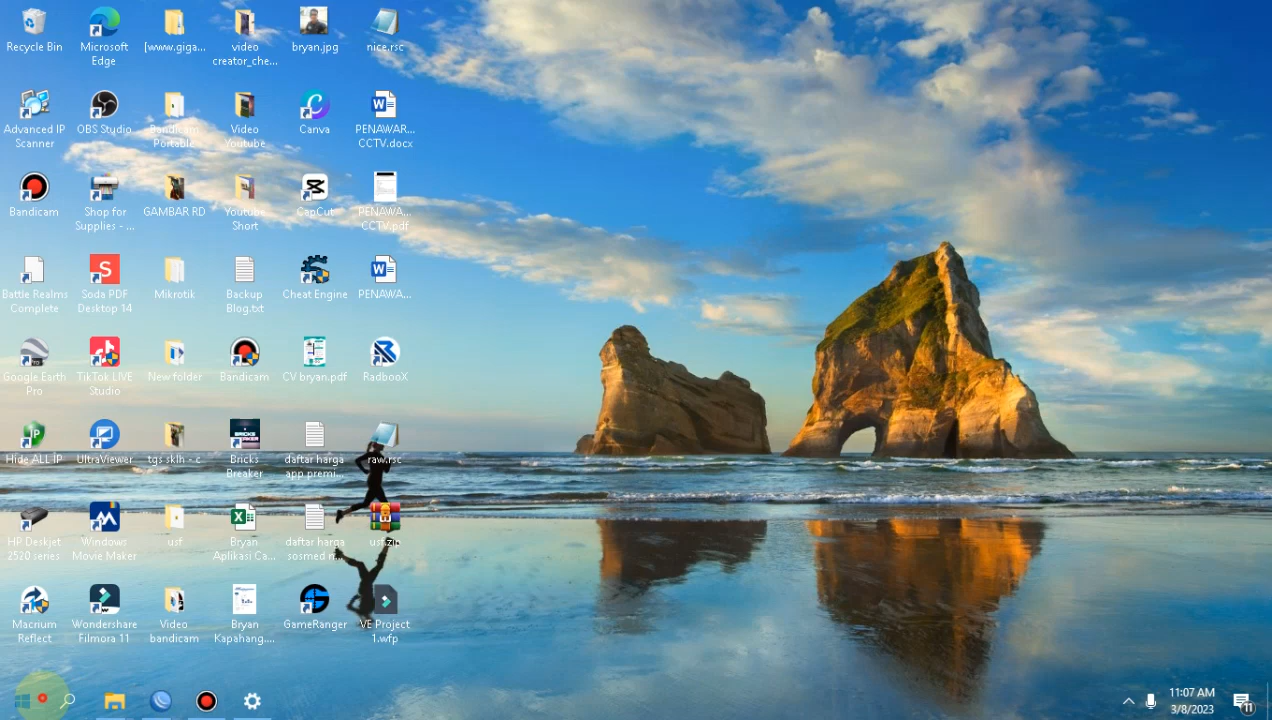 Recycle Bin
Microsoft
Edge
[www.giga...
video
creator_che...
bryan.jpg
nice.rsc
Advanced IP
Scanner
OBS Studio
Bandicam
Portable
Video
Youtube
Canva
PENAWAR...
CCTV.docx
Bandicam
Shop for
Supplies - ...
GAMBAR RD
Youtube
Short
CapCut
PENAWA...
CCTV.pdf
Battle Realms
Complete
Soda PDF
Desktop 14
Mikrotik
Backup
Blog.txt
Cheat Engine
PENAWA...
Google Earth
Pro
TikTok LIVE
Studio
New folder
Bandicam
CV bryan.pdf
RadbooX
Hide ALL IP
UltraViewer
tgs sklh - c
Bricks
Breaker
daftar harga
app premi...
raw.rsc
HP Deskjet
2520 series
Windows
Movie Maker
usf
Bryan
Aplikasi Ca...
daftar harga
sosmed m...
usf.zip
Macrium
Reflect
Wondershare
Filmora 11
Video
bandicam
Bryan
Kapahang....
GameRanger
VE Project
1.wfp
11:07 AM
3/8/2023
11